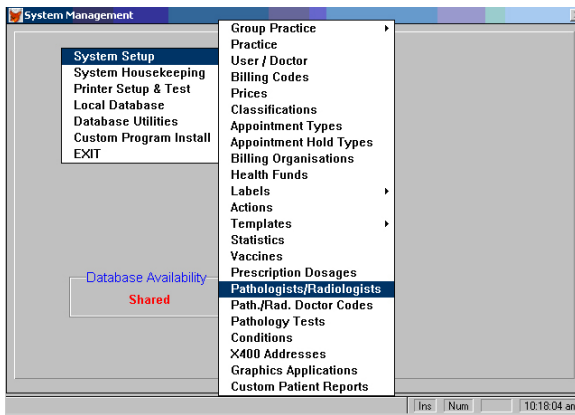 System Management
System Setup
System Housekeeping
Printer Setup & Test
Local Database
Database Utilities
Custom Program Install
EXIT
Group Practice
Practice
User / Doctor
Billing Codes
Prices
Classifications
Appointment Types
Appointment Hold Types
Billing Organisations
Health Funds
Labels
Actions
Templates
Statistics
Vaccines
Prescription Dosages
Pathologists/Radiologists
Path./Rad. Doctor Codes
Pathology Tests
Conditions
X400 Addresses
Graphics Applications
Custom Patient Reports
Database Availability
Shared
Ins Num 10:18:04 am